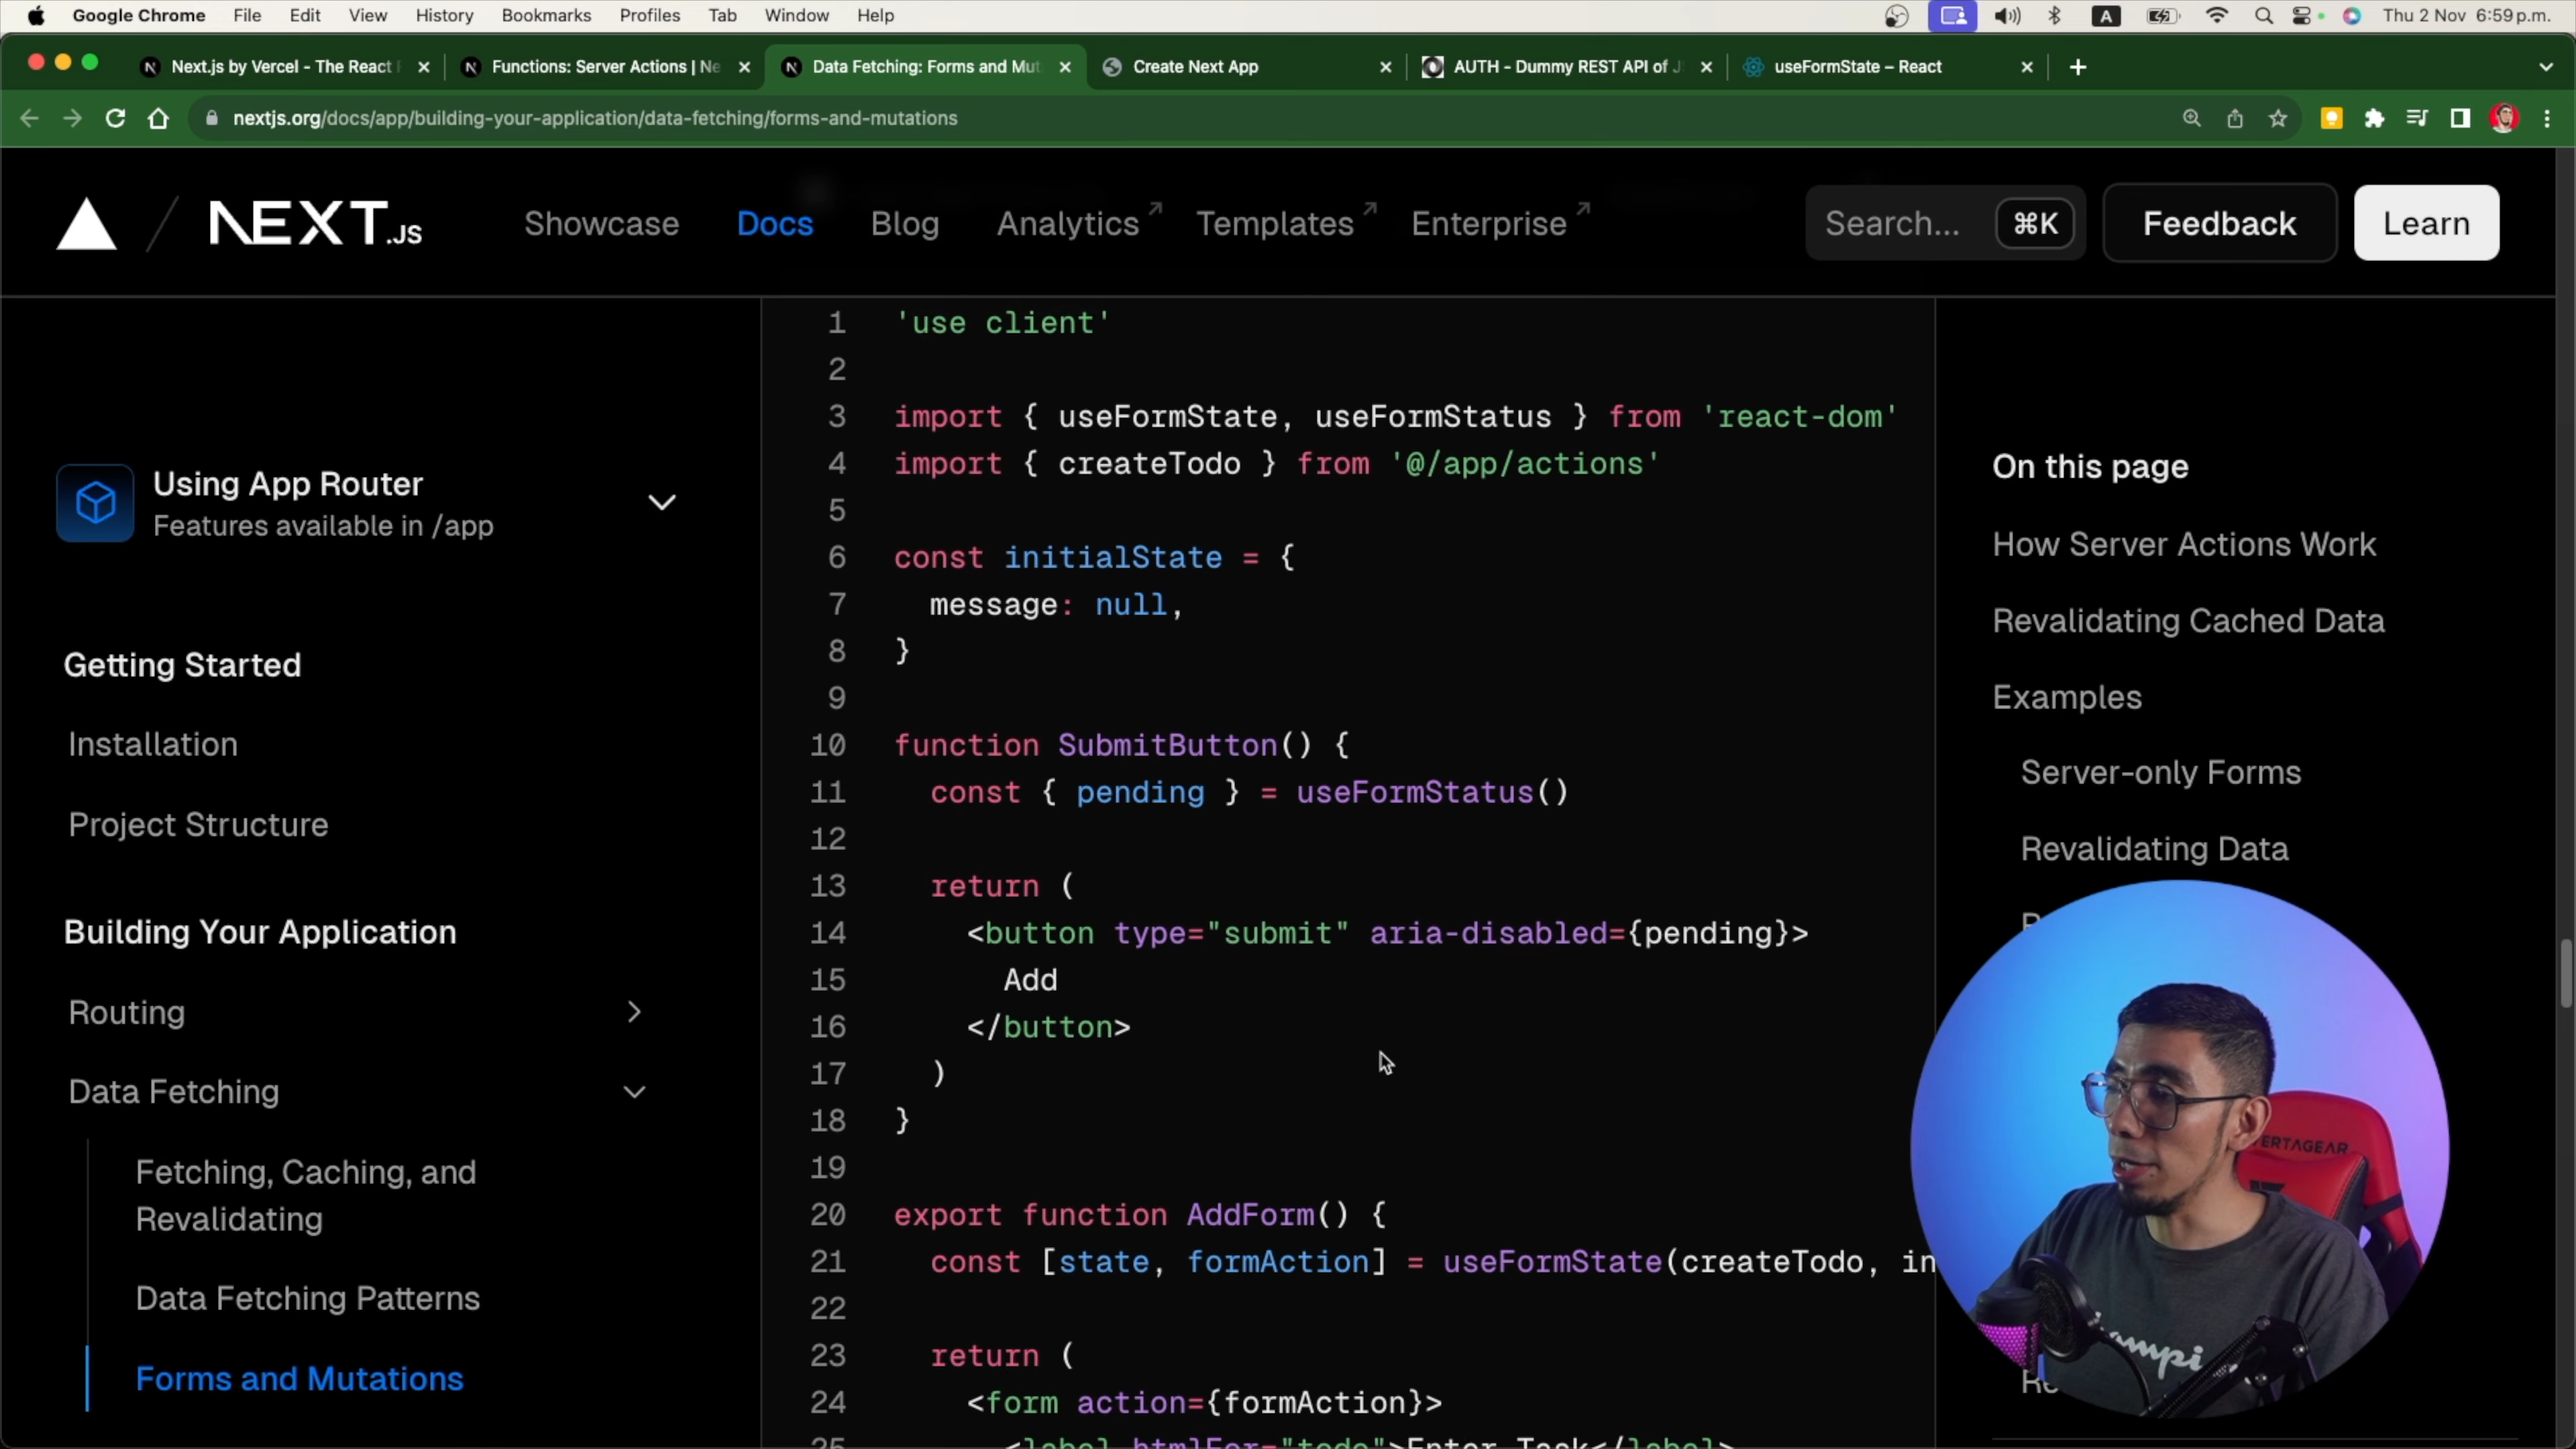 Google Chrome File Edit View History Bookmarks Profiles Tab Window Help A Thu 2 Nov 6:59 p.m.
Next.js by Vercel - The React Functions: Server Actions | Ne Data Fetching: Forms and Mut Create Next App AUTH - Dummy REST API of J useFormState – React
nextjs.org/docs/app/building-your-application/data-fetching/forms-and-mutations
NEXT.JS Showcase Docs Blog Analytics Templates Enterprise Search... ⌘K Feedback Learn
Using App Router
Features available in /app
Getting Started
Installation
Project Structure
Building Your Application
Routing
Data Fetching
Fetching, Caching, and
Revalidating
Data Fetching Patterns
Forms and Mutations
1 'use client'
2
3 import { useFormState, useFormStatus } from 'react-dom'
4 import { createTodo } from '@/app/actions'
5
6 const initialState = {
7 message: null,
8 }
9
10 function SubmitButton() {
11 const { pending } = useFormStatus()
12
13 return (
14 <button type="submit" aria-disabled={pending}>
15 Add
16 </button>
17 )
18 }
19
20 export function AddForm() {
21 const [state, formAction] = useFormState(createTodo, in
22
23 return (
24 <form action={formAction}>
25 <label htmlFor="todo">Enter Task</label>
On this page
How Server Actions Work
Revalidating Cached Data
Examples
Server-only Forms
Revalidating Data
ERTAGEAR